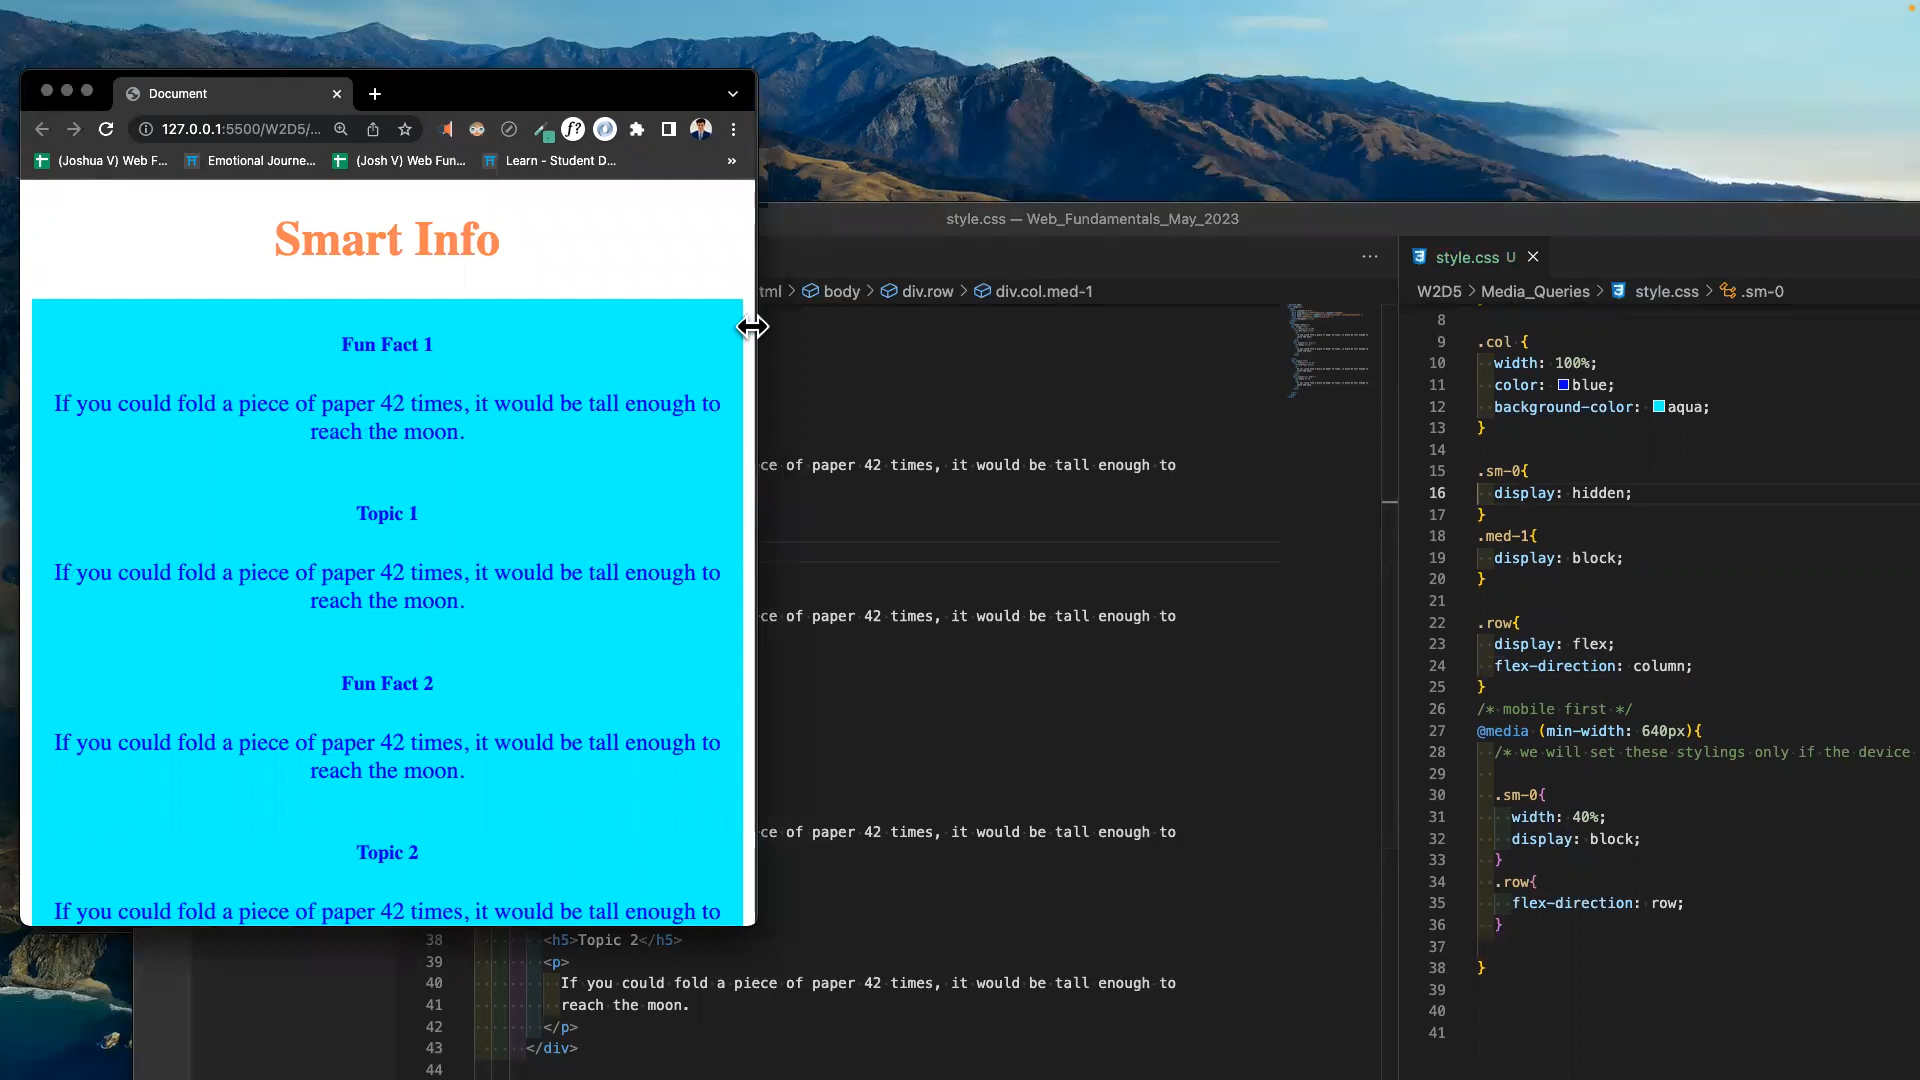 Document
127.0.0.1:5500/W2D5/...
f?
(Joshua V) Web F...
Emotional Journe...
(Josh V) Web Fun...
Learn - Student D...
»
Smart Info
Fun Fact 1
If you could fold a piece of paper 42 times, it would be tall enough to
reach the moon.
Topic 1
If you could fold a piece of paper 42 times, it would be tall enough to
reach the moon.
Fun Fact 2
If you could fold a piece of paper 42 times, it would be tall enough to
reach the moon.
Topic 2
If you could fold a piece of paper 42 times, it would be tall enough to
style.css — Web_Fundamentals_May_2023
tml > body > div.row > div.col.med-1
ce of paper 42 times, it would be tall enough to
ce of paper 42 times, it would be tall enough to
ce of paper 42 times, it would be tall enough to
38 <h5>Topic 2</h5>
39 <p>
40 If you could fold a piece of paper 42 times, it would be tall enough to
41 reach the moon.
42 </p>
43 </div>
44
style.css U
W2D5 > Media_Queries > style.css > .sm-0
8
9 .col {
10 width: 100%;
11 color: blue;
12 background-color: aqua;
13 }
14
15 .sm-0{
16 display: hidden;
17 }
18 .med-1{
19 display: block;
20 }
21
22 .row{
23 display: flex;
24 flex-direction: column;
25 }
26 /* mobile first */
27 @media (min-width: 640px){
28 /* we will set these stylings only if the device
29
30 .sm-0{
31 width: 40%;
32 display: block;
33 }
34 .row{
35 flex-direction: row;
36 }
37
38 }
39
40
41